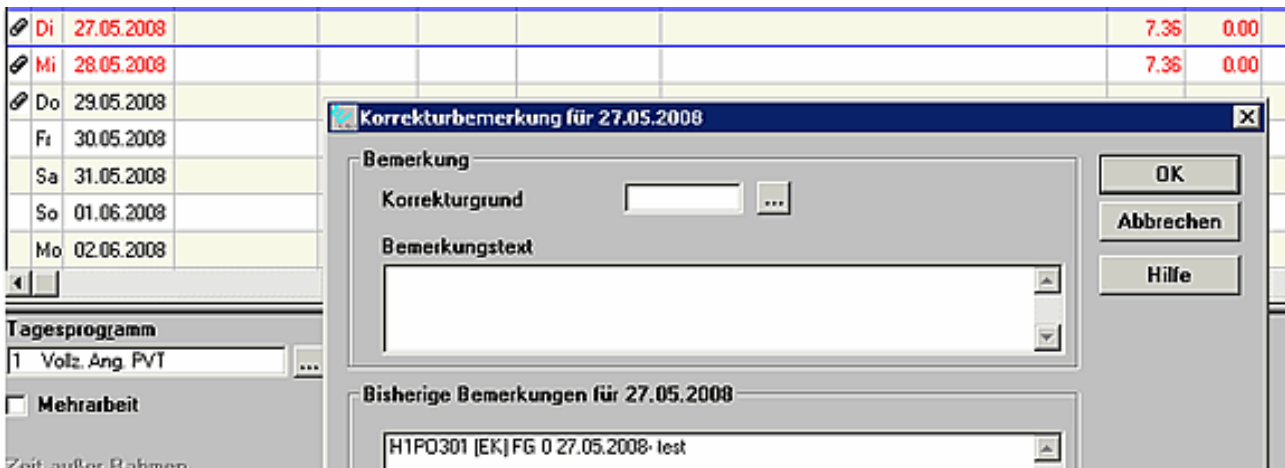 Di 27.05.2008 7.36 0.00
Mi 28.05.2008 7.36 0.00
Do 29.05.2008
Fr 30.05.2008
Sa 31.05.2008
So 01.06.2008
Mo 02.06.2008
Tagesprogramm
1 Vollz. Ang. PVT ...
Mehrarbeit
Zeit außer Rahmen
Korrekturbemerkung für 27.05.2008
Bemerkung
Korrekturgrund ...
Bemerkungstext
OK
Abbrechen
Hilfe
Bisherige Bemerkungen für 27.05.2008
H1PO301 [EK] FG 0 27.05.2008- test